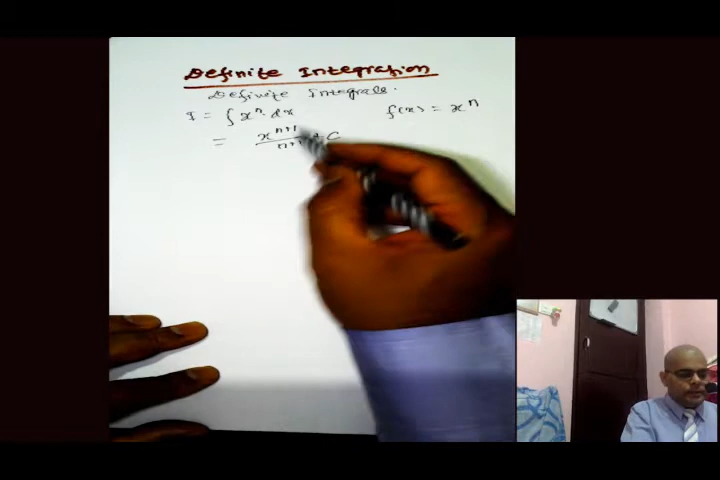 Definite Integration
Definite Integrals.
I = ∫ xⁿ. dx f(x) = xⁿ
= xⁿ⁺¹/n+1 + C